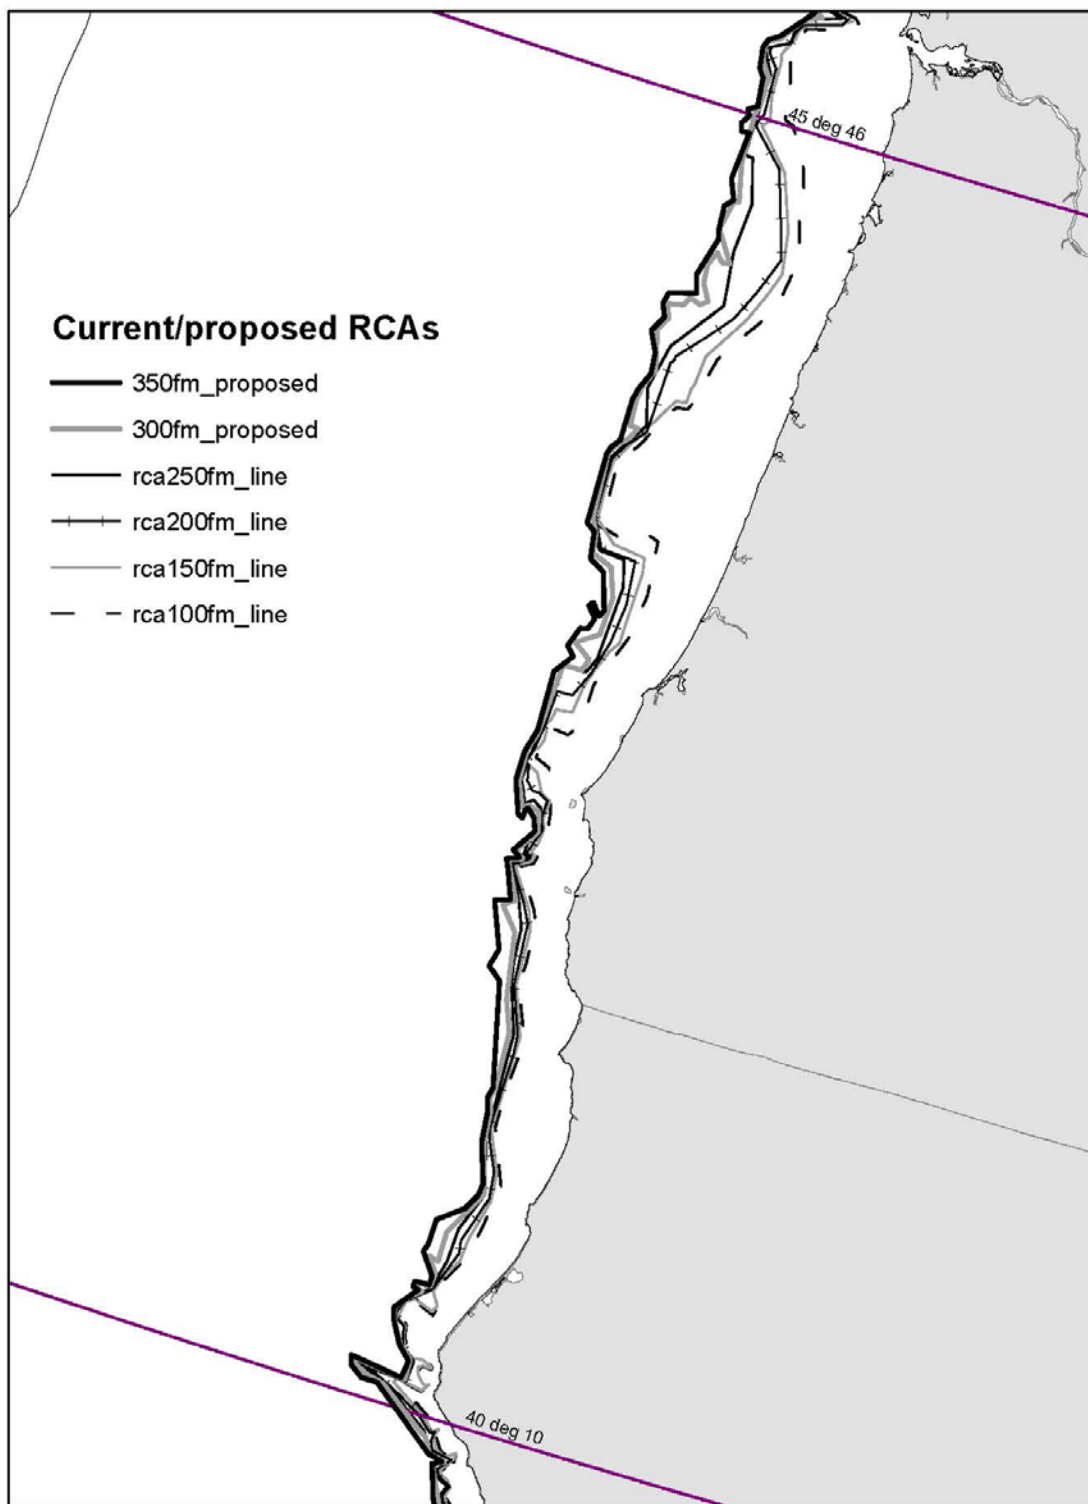 45 deg 46
Current/proposed RCAs
350fm_proposed
300fm_proposed
rca250fm_line
rca200fm_line
rca150fm_line
rca100fm_line
40 deg 10